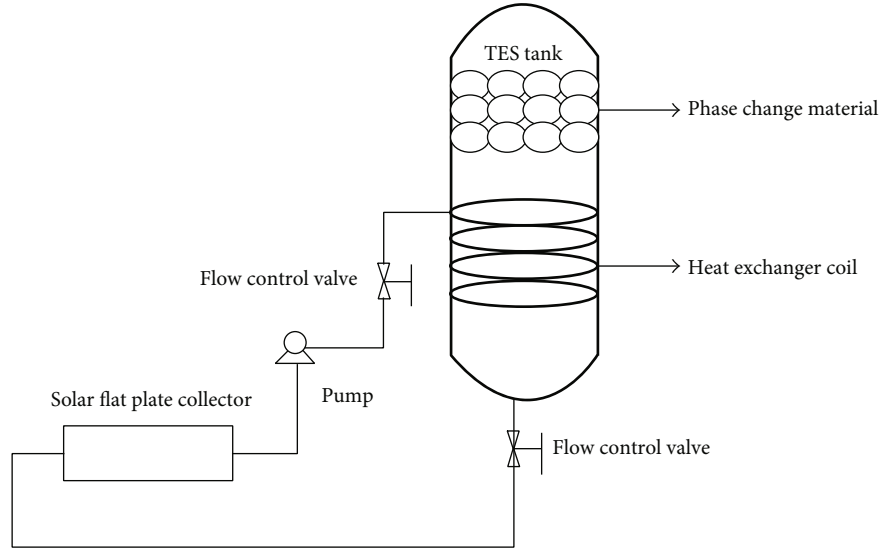 TES tank
Phase change material
Heat exchanger coil
Flow control valve
Pump
Solar flat plate collector
Flow control valve